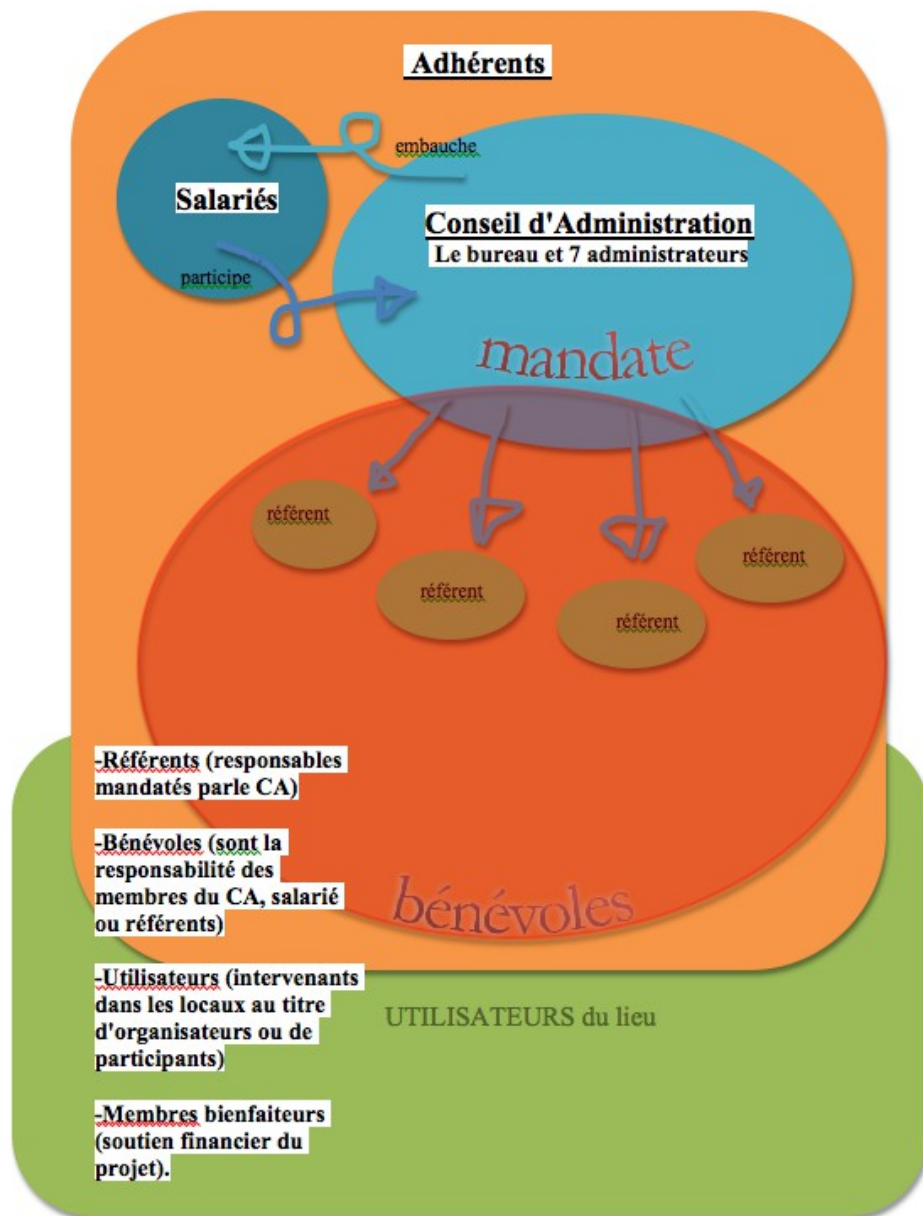 Adhérents
embauche
Salariés
Conseil d'Administration
Le bureau et 7 administrateurs
participe
mandate
référent
référent
référent
référent
-Référents (responsables
mandatés parle CA)
-Bénévoles (sont la
responsabilité des
membres du CA, salarié
ou référents)
bénévoles
-Utilisateurs (intervenants
dans les locaux au titre
d'organisateurs ou de
participants)
UTILISATEURS du lieu
-Membres bienfaiteurs
(soutien financier du
projet).